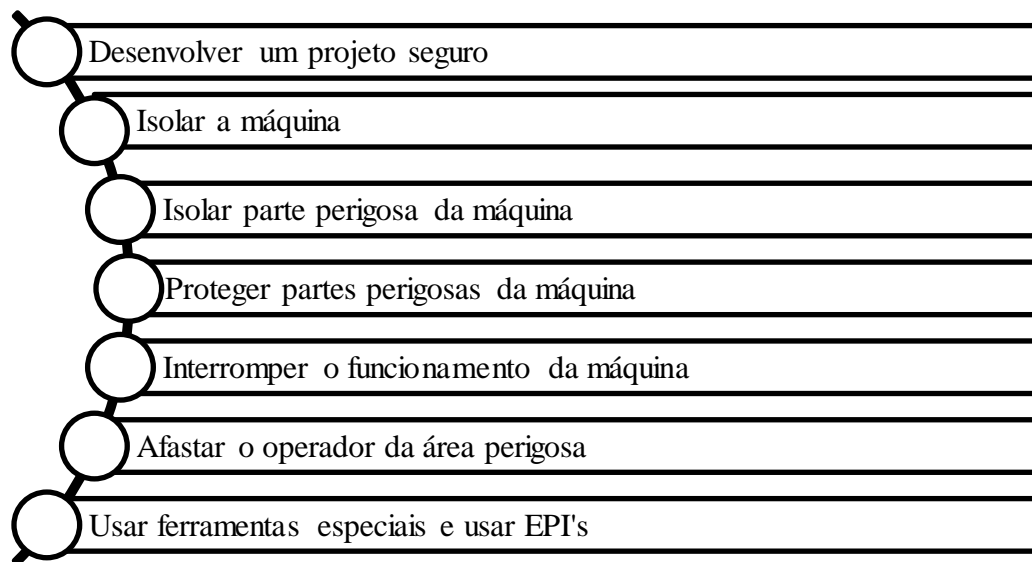 Desenvolver um projeto seguro
Isolar a máquina
Isolar parte perigosa da máquina
Proteger partes perigosas da máquina
Interromper o funcionamento da máquina
Afastar o operador da área perigosa
Usar ferramentas especiais e usar EPI's